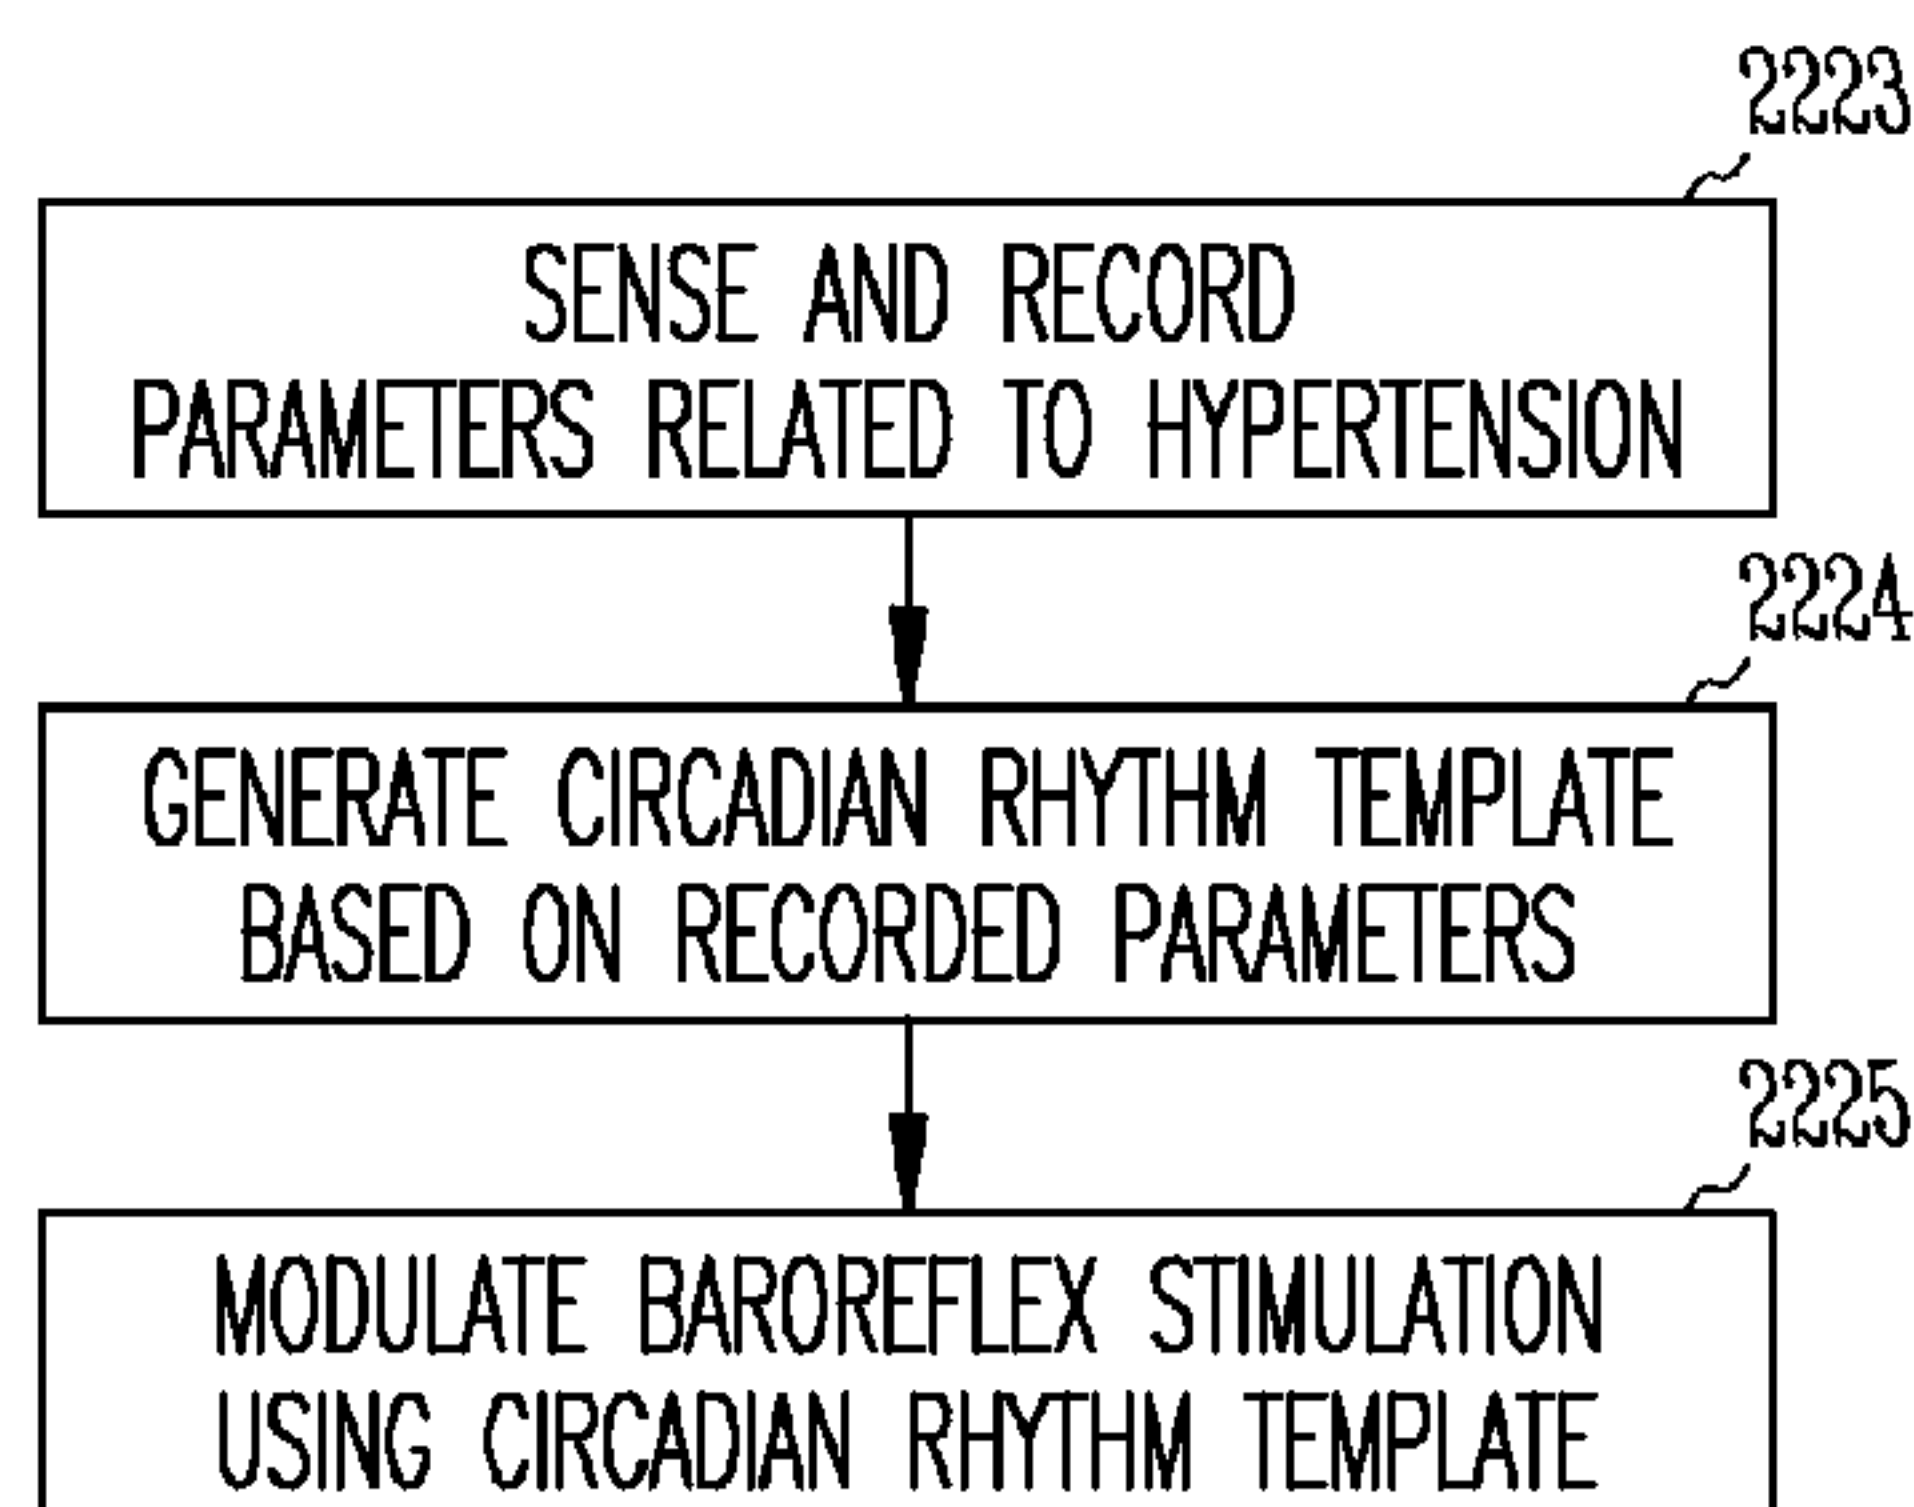 2223
SENSE AND RECORD
PARAMETERS RELATED TO HYPERTENSION
2224
GENERATE CIRCADIAN RHYTHM TEMPLATE
BASED ON RECORDED PARAMETERS
2225
MODULATE BAROREFLEX STIMULATION
USING CIRCADIAN RHYTHM TEMPLATE